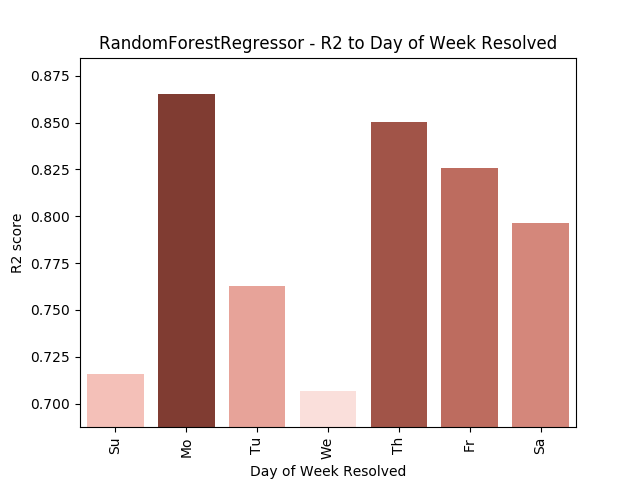 RandomForestRegressor - R2 to Day of Week Resolved
0.875
0.850
0.825
0.800
0.775
0.750
0.725
0.700
R2 score
Su
Mo
Tu
We
Th
Fr
Sa
Day of Week Resolved